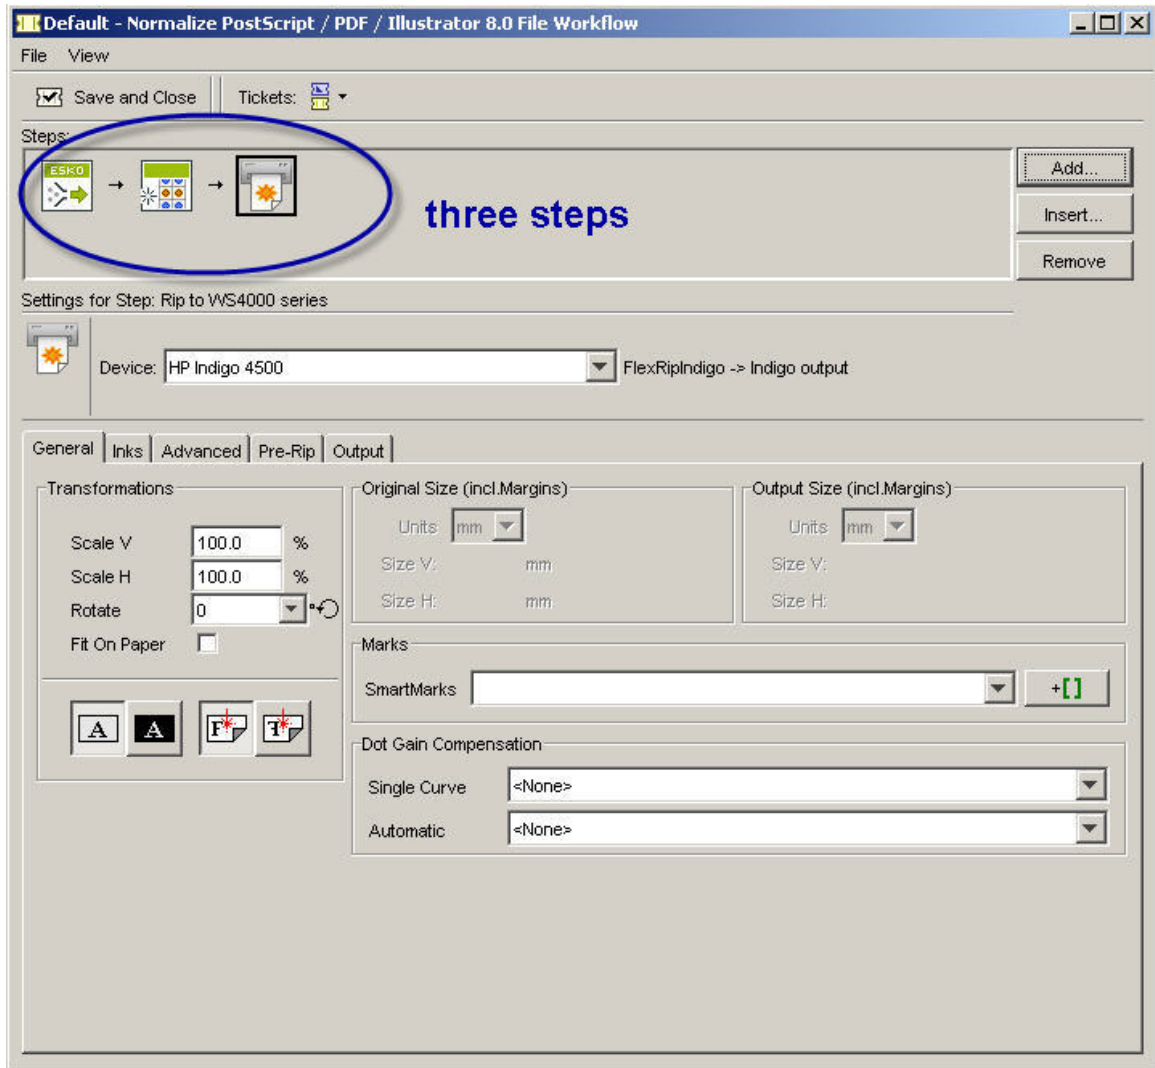 Default - Normalize PostScript / PDF / Illustrator 8.0 File Workflow
File View
Save and Close Tickets:
Steps:
ESKO
three steps
Add...
Insert...
Remove
Settings for Step: Rip to WS4000 series
Device: HP Indigo 4500 FlexRipIndigo -> Indigo output
General Inks Advanced Pre-Rip Output
Transformations
Scale V 100.0 %
Scale H 100.0 %
Rotate 0 °
Fit On Paper
A A F F
Original Size (incl.Margins)
Units mm
Size V: mm
Size H: mm
Output Size (incl.Margins)
Units mm
Size V:
Size H:
Marks
SmartMarks +[]
Dot Gain Compensation
Single Curve <None>
Automatic <None>